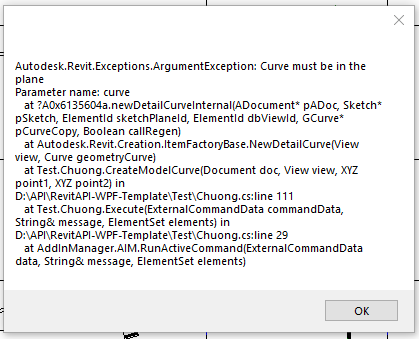 Autodesk.Revit.Exceptions.ArgumentException: Curve must be in the
plane
Parameter name: curve
at ?A0x6135604a.newDetailCurveInternal(ADocument* pADoc, Sketch*
pSketch, ElementId sketchPlaneId, ElementId dbViewId, GCurve*
pCurveCopy, Boolean callRegen)
at Autodesk.Revit.Creation.ItemFactoryBase.NewDetailCurve(View
view, Curve geometryCurve)
at Test.Chuong.CreateModelCurve(Document doc, View view, XYZ
point1, XYZ point2) in
D:\API\RevitAPI-WPF-Template\Test\Chuong.cs:line 111
at Test.Chuong.Execute(ExternalCommandData commandData,
String& message, ElementSet elements) in
D:\API\RevitAPI-WPF-Template\Test\Chuong.cs:line 29
at AddInManager.AIM.RunActiveCommand(ExternalCommandData
data, String& message, ElementSet elements)
OK